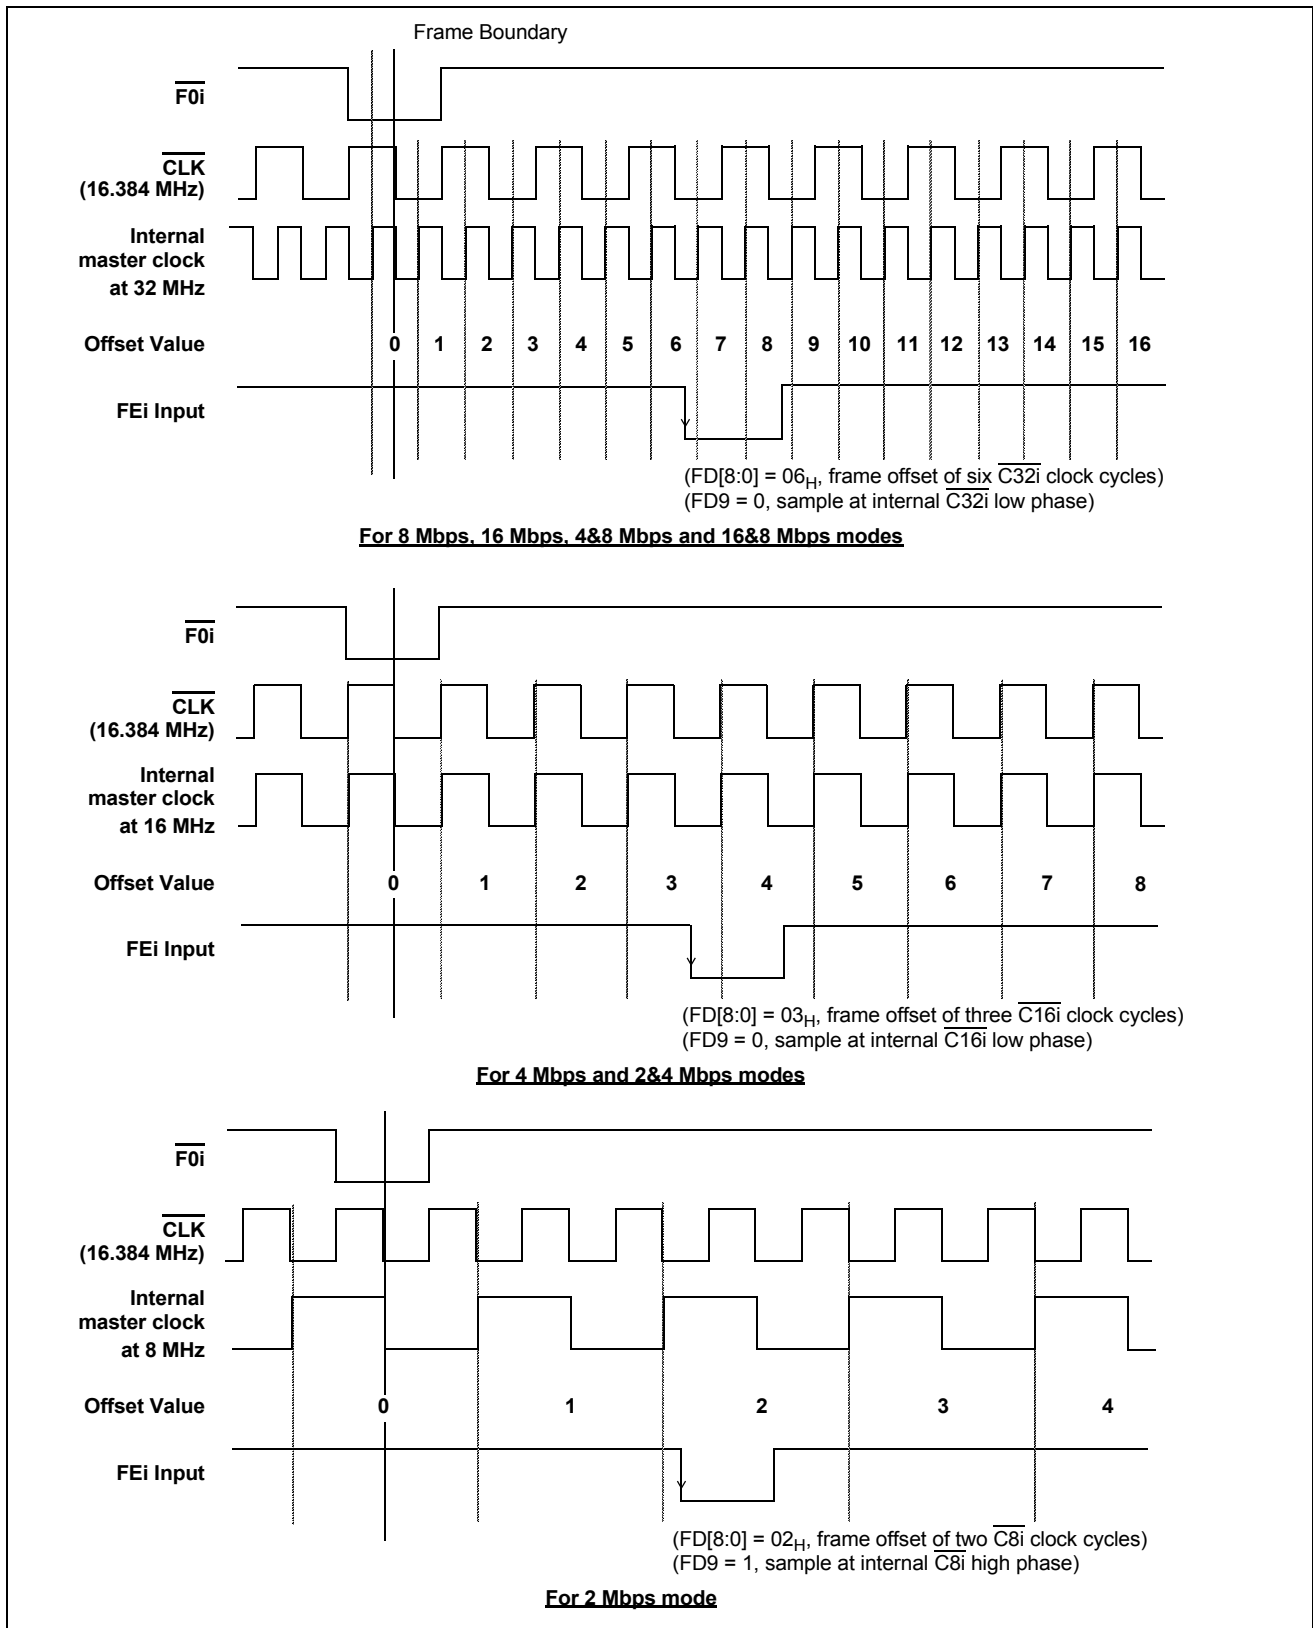 Frame Boundary
F0i
CLK
(16.384 MHz)
Internal
master clock
at 32 MHz
Offset Value 0 1 2 3 4 5 6 7 8 9 10 11 12 13 14 15 16
FEi Input
(FD[8:0] = 06H, frame offset of six C32i clock cycles)
(FD9 = 0, sample at internal C32i low phase)
For 8 Mbps, 16 Mbps, 4&8 Mbps and 16&8 Mbps modes
F0i
CLK
(16.384 MHz)
Internal
master clock
at 16 MHz
Offset Value 0 1 2 3 4 5 6 7 8
FEi Input
(FD[8:0] = 03H, frame offset of three C16i clock cycles)
(FD9 = 0, sample at internal C16i low phase)
For 4 Mbps and 2&4 Mbps modes
F0i
CLK
(16.384 MHz)
Internal
master clock
at 8 MHz
Offset Value 0 1 2 3 4
FEi Input
(FD[8:0] = 02H, frame offset of two C8i clock cycles)
(FD9 = 1, sample at internal C8i high phase)
For 2 Mbps mode